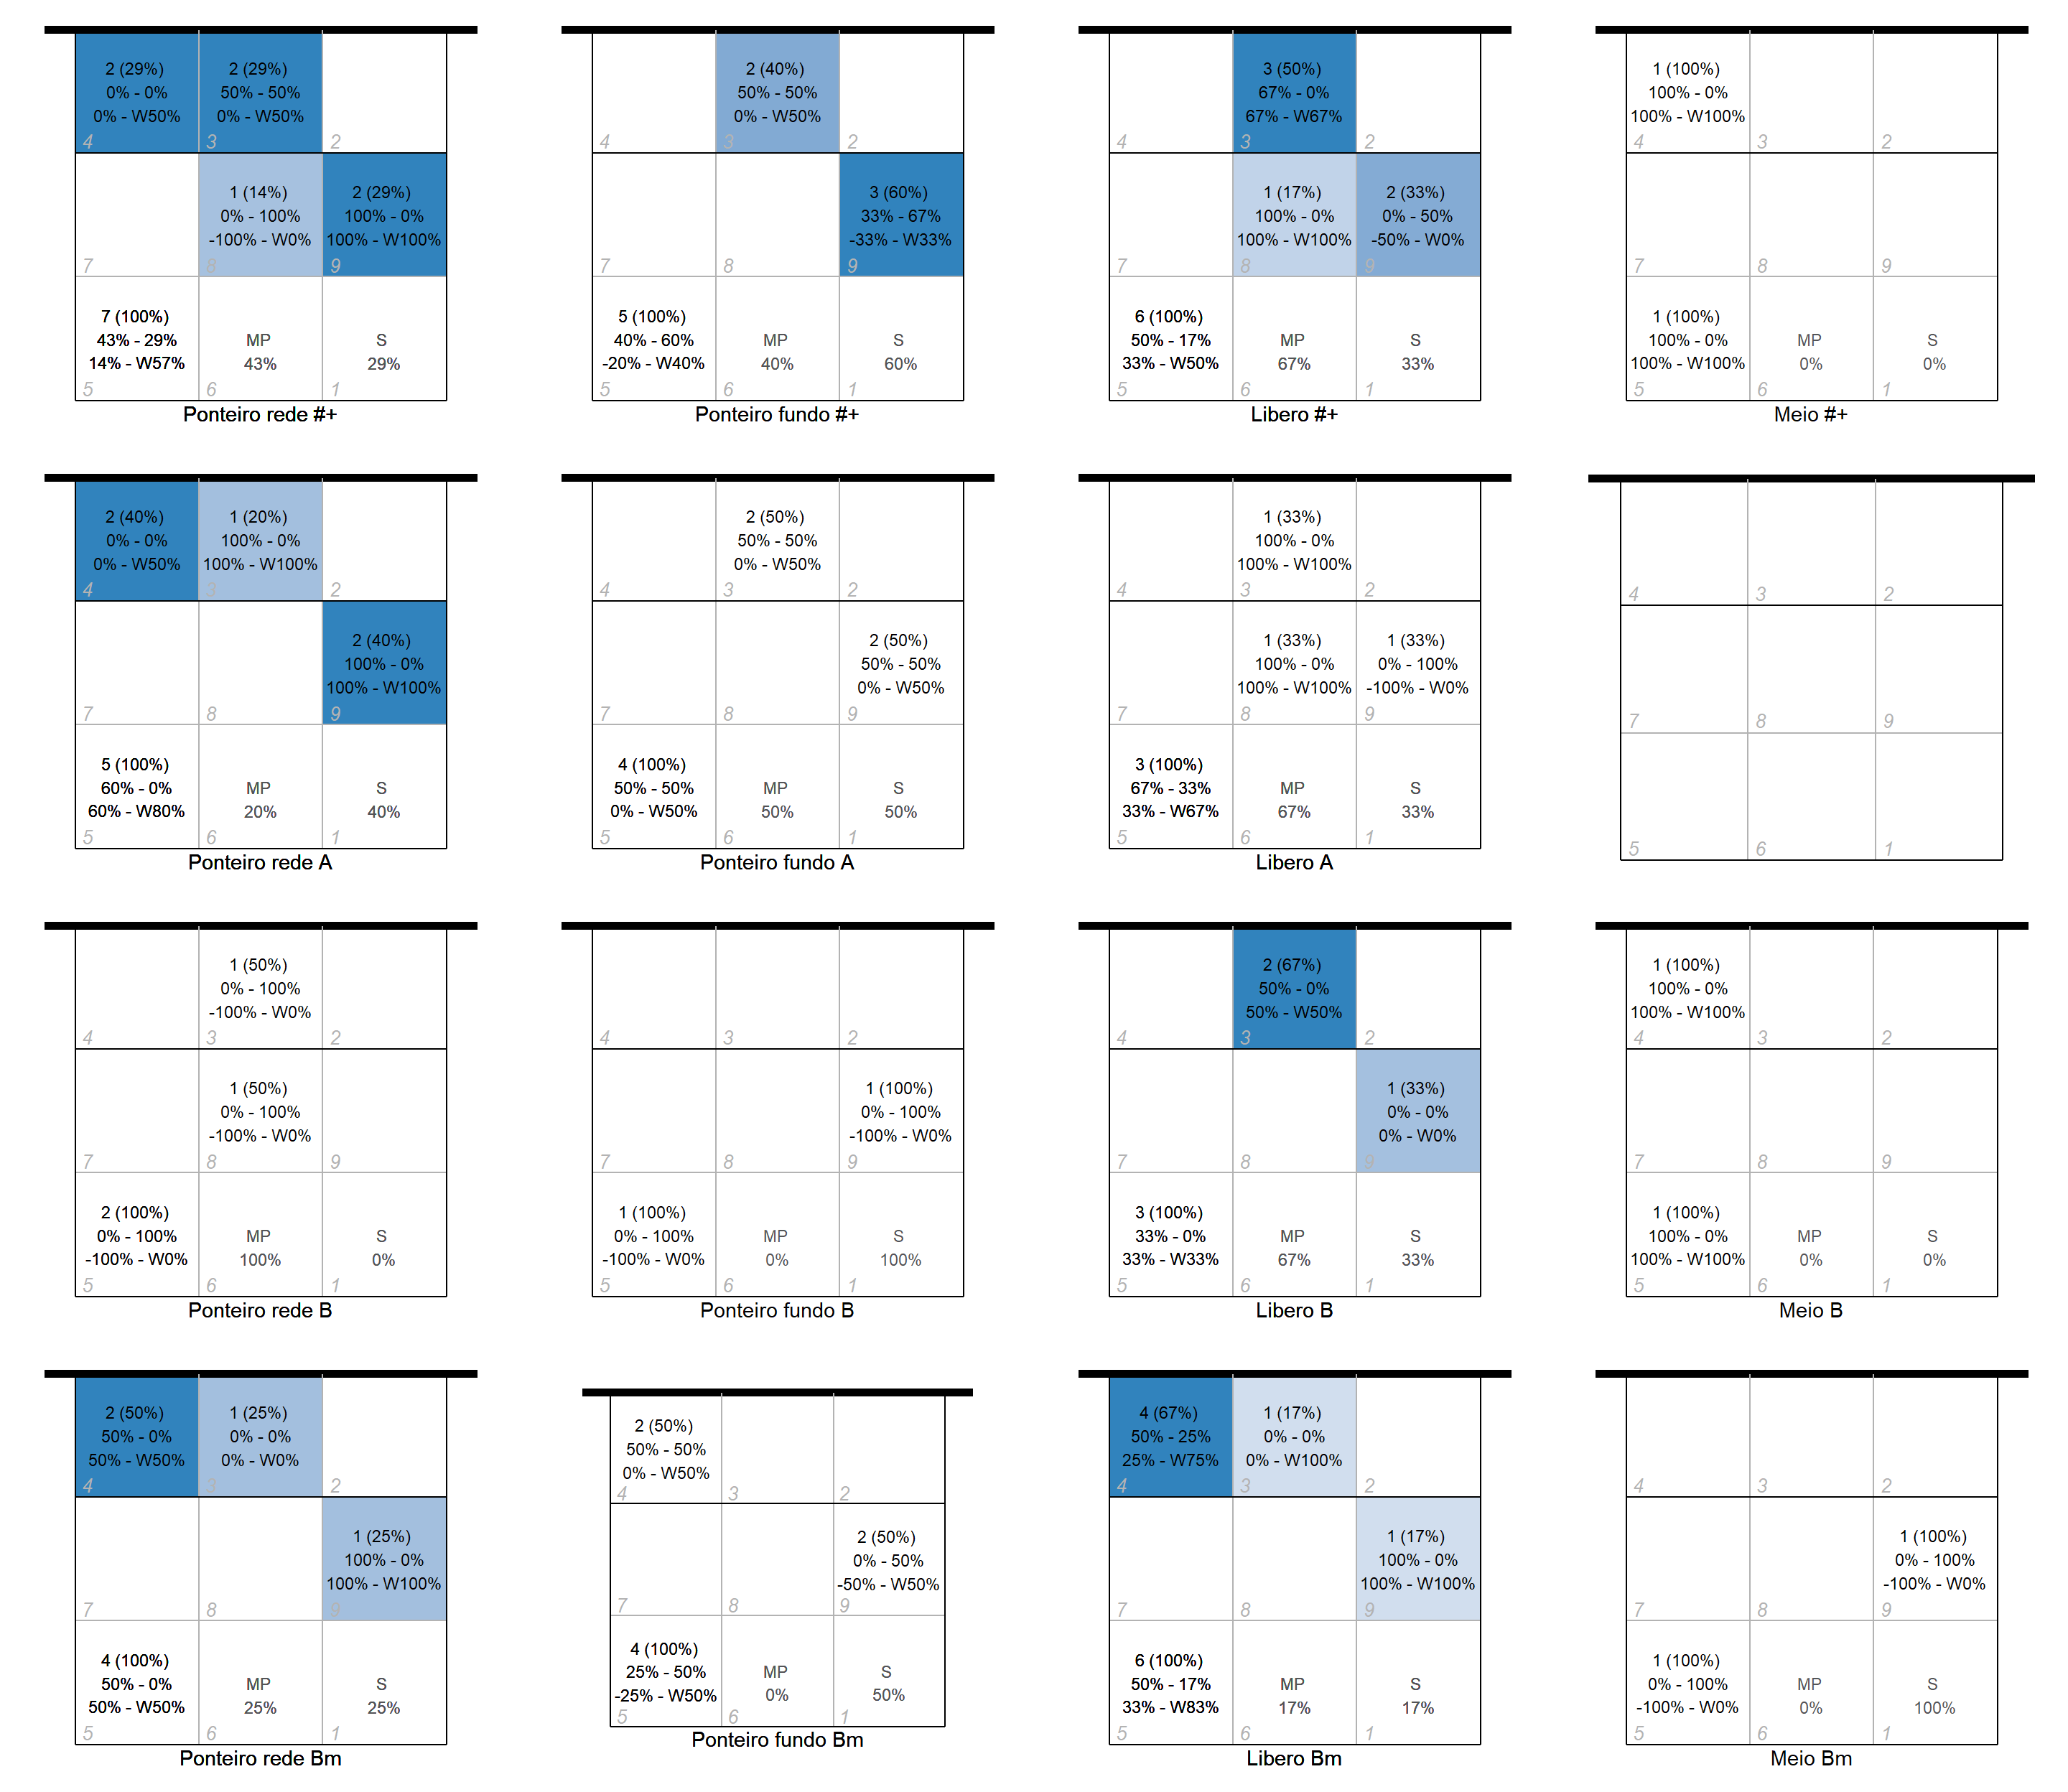 2 (29%)
0% - 0%
0% - W50%
4
2 (29%)
50% - 50%
0% - W50%
3
2
7
1 (14%)
0% - 100%
-100% - W0%
8
2 (29%)
100% - 0%
100% - W100%
9
7 (100%)
43% - 29%
14% - W57%
5
MP
43%
6
S
29%
1
Ponteiro rede #+
4
2 (40%)
50% - 50%
0% - W50%
3
2
7
8
3 (60%)
33% - 67%
-33% - W33%
9
5 (100%)
40% - 60%
-20% - W40%
5
MP
40%
6
S
60%
1
Ponteiro fundo #+
4
3 (50%)
67% - 0%
67% - W67%
3
2
7
1 (17%)
100% - 0%
100% - W100%
8
2 (33%)
0% - 50%
-50% - W0%
9
6 (100%)
50% - 17%
33% - W50%
5
MP
67%
6
S
33%
1
Libero #+
1 (100%)
100% - 0%
100% - W100%
4
3
2
7
8
9
1 (100%)
100% - 0%
100% - W100%
5
MP
0%
6
S
0%
1
Meio #+
2 (40%)
0% - 0%
0% - W50%
4
1 (20%)
100% - 0%
100% - W100%
3
2
7
8
2 (40%)
100% - 0%
100% - W100%
9
5 (100%)
60% - 0%
60% - W80%
5
MP
20%
6
S
40%
1
Ponteiro rede A
4
2 (50%)
50% - 50%
0% - W50%
3
2
7
8
2 (50%)
50% - 50%
0% - W50%
9
4 (100%)
50% - 50%
0% - W50%
5
MP
50%
6
S
50%
1
Ponteiro fundo A
4
1 (33%)
100% - 0%
100% - W100%
3
2
7
1 (33%)
100% - 0%
100% - W100%
8
1 (33%)
0% - 100%
-100% - W0%
9
3 (100%)
67% - 33%
33% - W67%
5
MP
67%
6
S
33%
1
Libero A
4
3
2
7
8
9
5
6
1
4
1 (50%)
0% - 100%
-100% - W0%
3
2
7
1 (50%)
0% - 100%
-100% - W0%
8
9
2 (100%)
0% - 100%
-100% - W0%
5
MP
100%
6
S
0%
1
Ponteiro rede B
4
3
2
7
8
1 (100%)
0% - 100%
-100% - W0%
9
1 (100%)
0% - 100%
-100% - W0%
5
MP
0%
6
S
100%
1
Ponteiro fundo B
4
2 (67%)
50% - 0%
50% - W50%
3
2
7
8
1 (33%)
0% - 0%
0% - W0%
9
3 (100%)
33% - 0%
33% - W33%
5
MP
67%
6
S
33%
1
Libero B
1 (100%)
100% - 0%
100% - W100%
4
3
2
7
8
9
1 (100%)
100% - 0%
100% - W100%
5
MP
0%
6
S
0%
1
Meio B
2 (50%)
50% - 0%
50% - W50%
4
1 (25%)
0% - 0%
0% - W0%
3
2
7
8
1 (25%)
100% - 0%
100% - W100%
9
4 (100%)
50% - 0%
50% - W50%
5
MP
25%
6
S
25%
1
Ponteiro rede Bm
2 (50%)
50% - 50%
0% - W50%
4
3
2
7
8
2 (50%)
0% - 50%
-50% - W50%
9
4 (100%)
25% - 50%
-25% - W50%
5
MP
0%
6
S
50%
1
Ponteiro fundo Bm
4 (67%)
50% - 25%
25% - W75%
4
1 (17%)
0% - 0%
0% - W100%
3
2
7
8
1 (17%)
100% - 0%
100% - W100%
9
6 (100%)
50% - 17%
33% - W83%
5
MP
17%
6
S
17%
1
Libero Bm
4
3
2
7
8
1 (100%)
0% - 100%
-100% - W0%
9
1 (100%)
0% - 100%
-100% - W0%
5
MP
0%
6
S
100%
1
Meio Bm